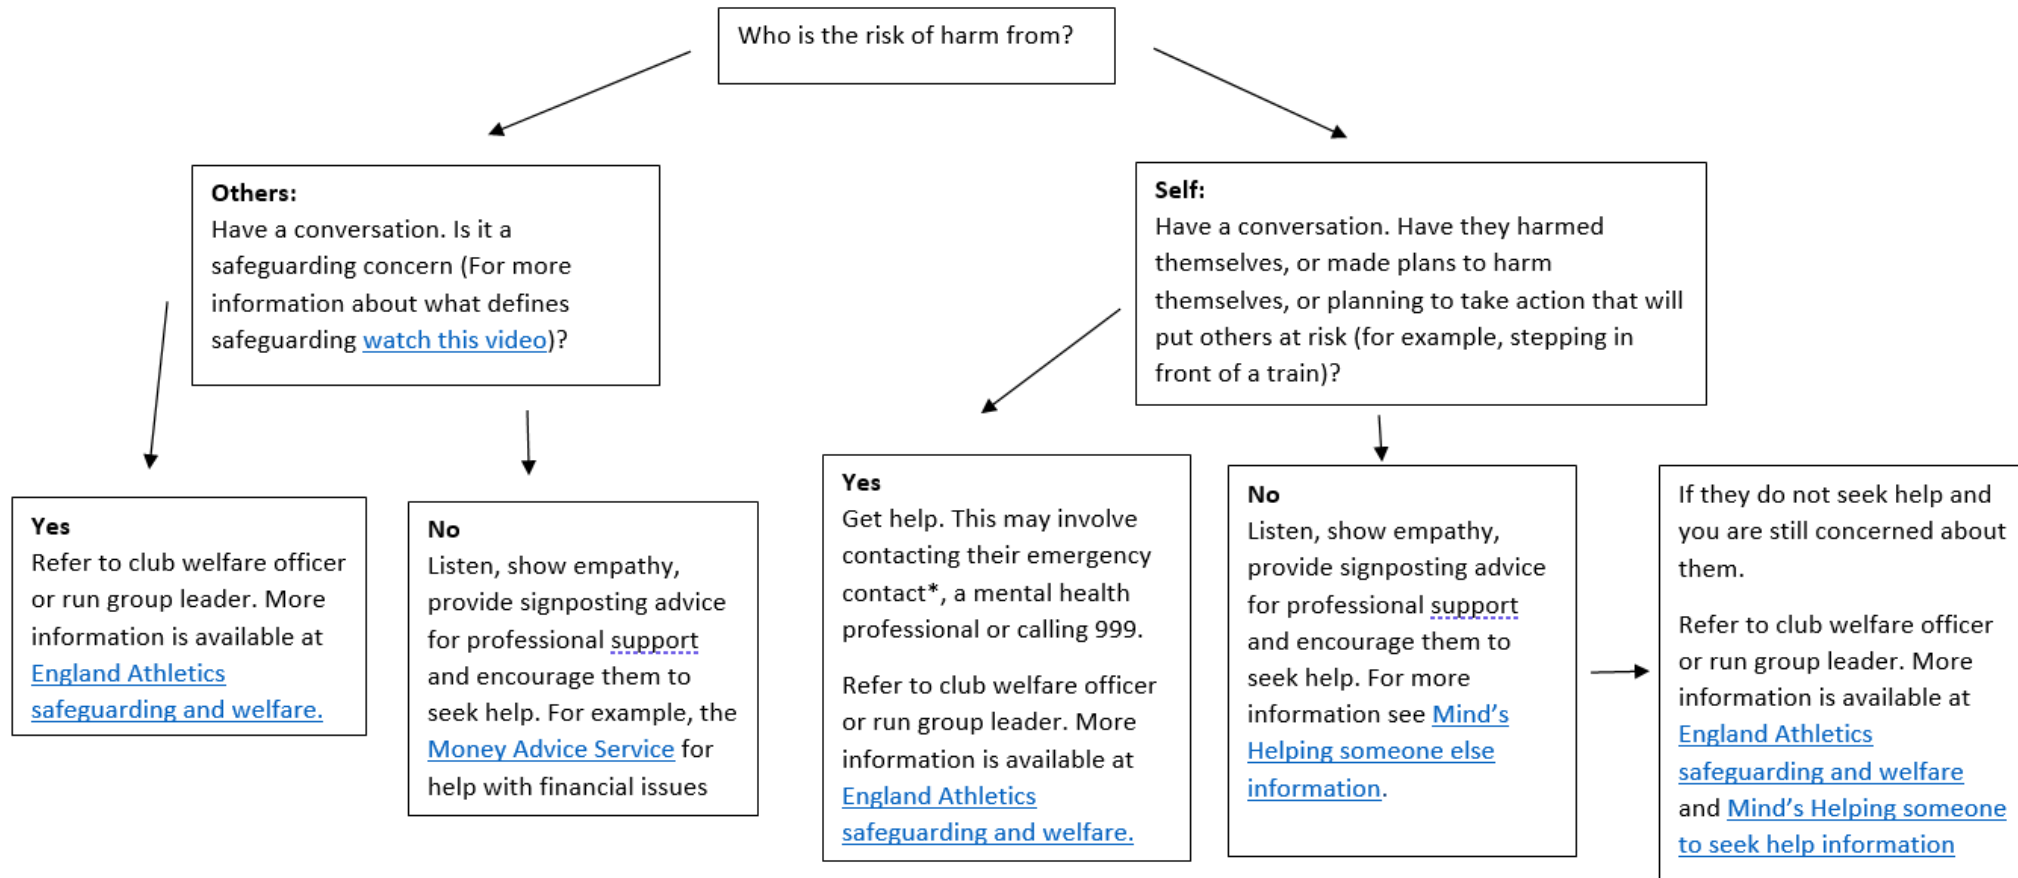 Who is the risk of harm from?
Others:
Have a conversation. Is it a
safeguarding concern (For more
information about what defines
safeguarding watch this video)?
Self:
Have a conversation. Have they harmed
themselves, or made plans to harm
themselves, or planning to take action that will
put others at risk (for example, stepping in
front of a train)?
Yes
Refer to club welfare officer
or run group leader. More
information is available at
England Athletics
safeguarding and welfare.
No
Listen, show empathy,
provide signposting advice
for professional support
and encourage them to
seek help. For example, the
Money Advice Service for
help with financial issues
Yes
Get help. This may involve
contacting their emergency
contact*, a mental health
professional or calling 999.
Refer to club welfare officer
or run group leader. More
information is available at
England Athletics
safeguarding and welfare.
No
Listen, show empathy,
provide signposting advice
for professional support
and encourage them to
seek help. For more
information see Mind's
Helping someone else
information.
If they do not seek help and
you are still concerned about
them.
Refer to club welfare officer
or run group leader. More
information is available at
England Athletics
safeguarding and welfare
and Mind's Helping someone
to seek help information